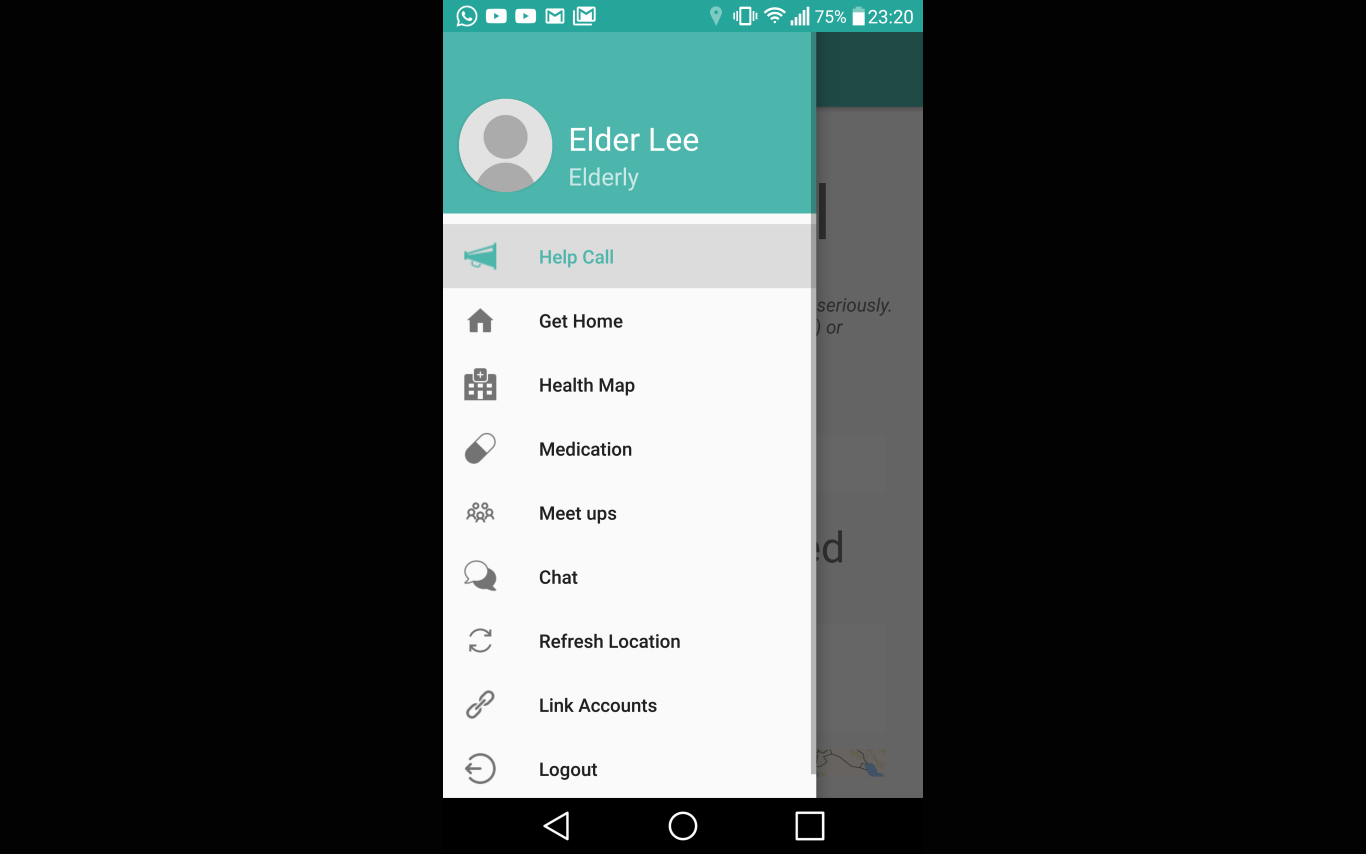 75% 23:20
Elder Lee
Elderly
Help Call
seriously.
Get Home
) or
Health Map
Medication
Meet ups
ed
Chat
Refresh Location
Link Accounts
Logout